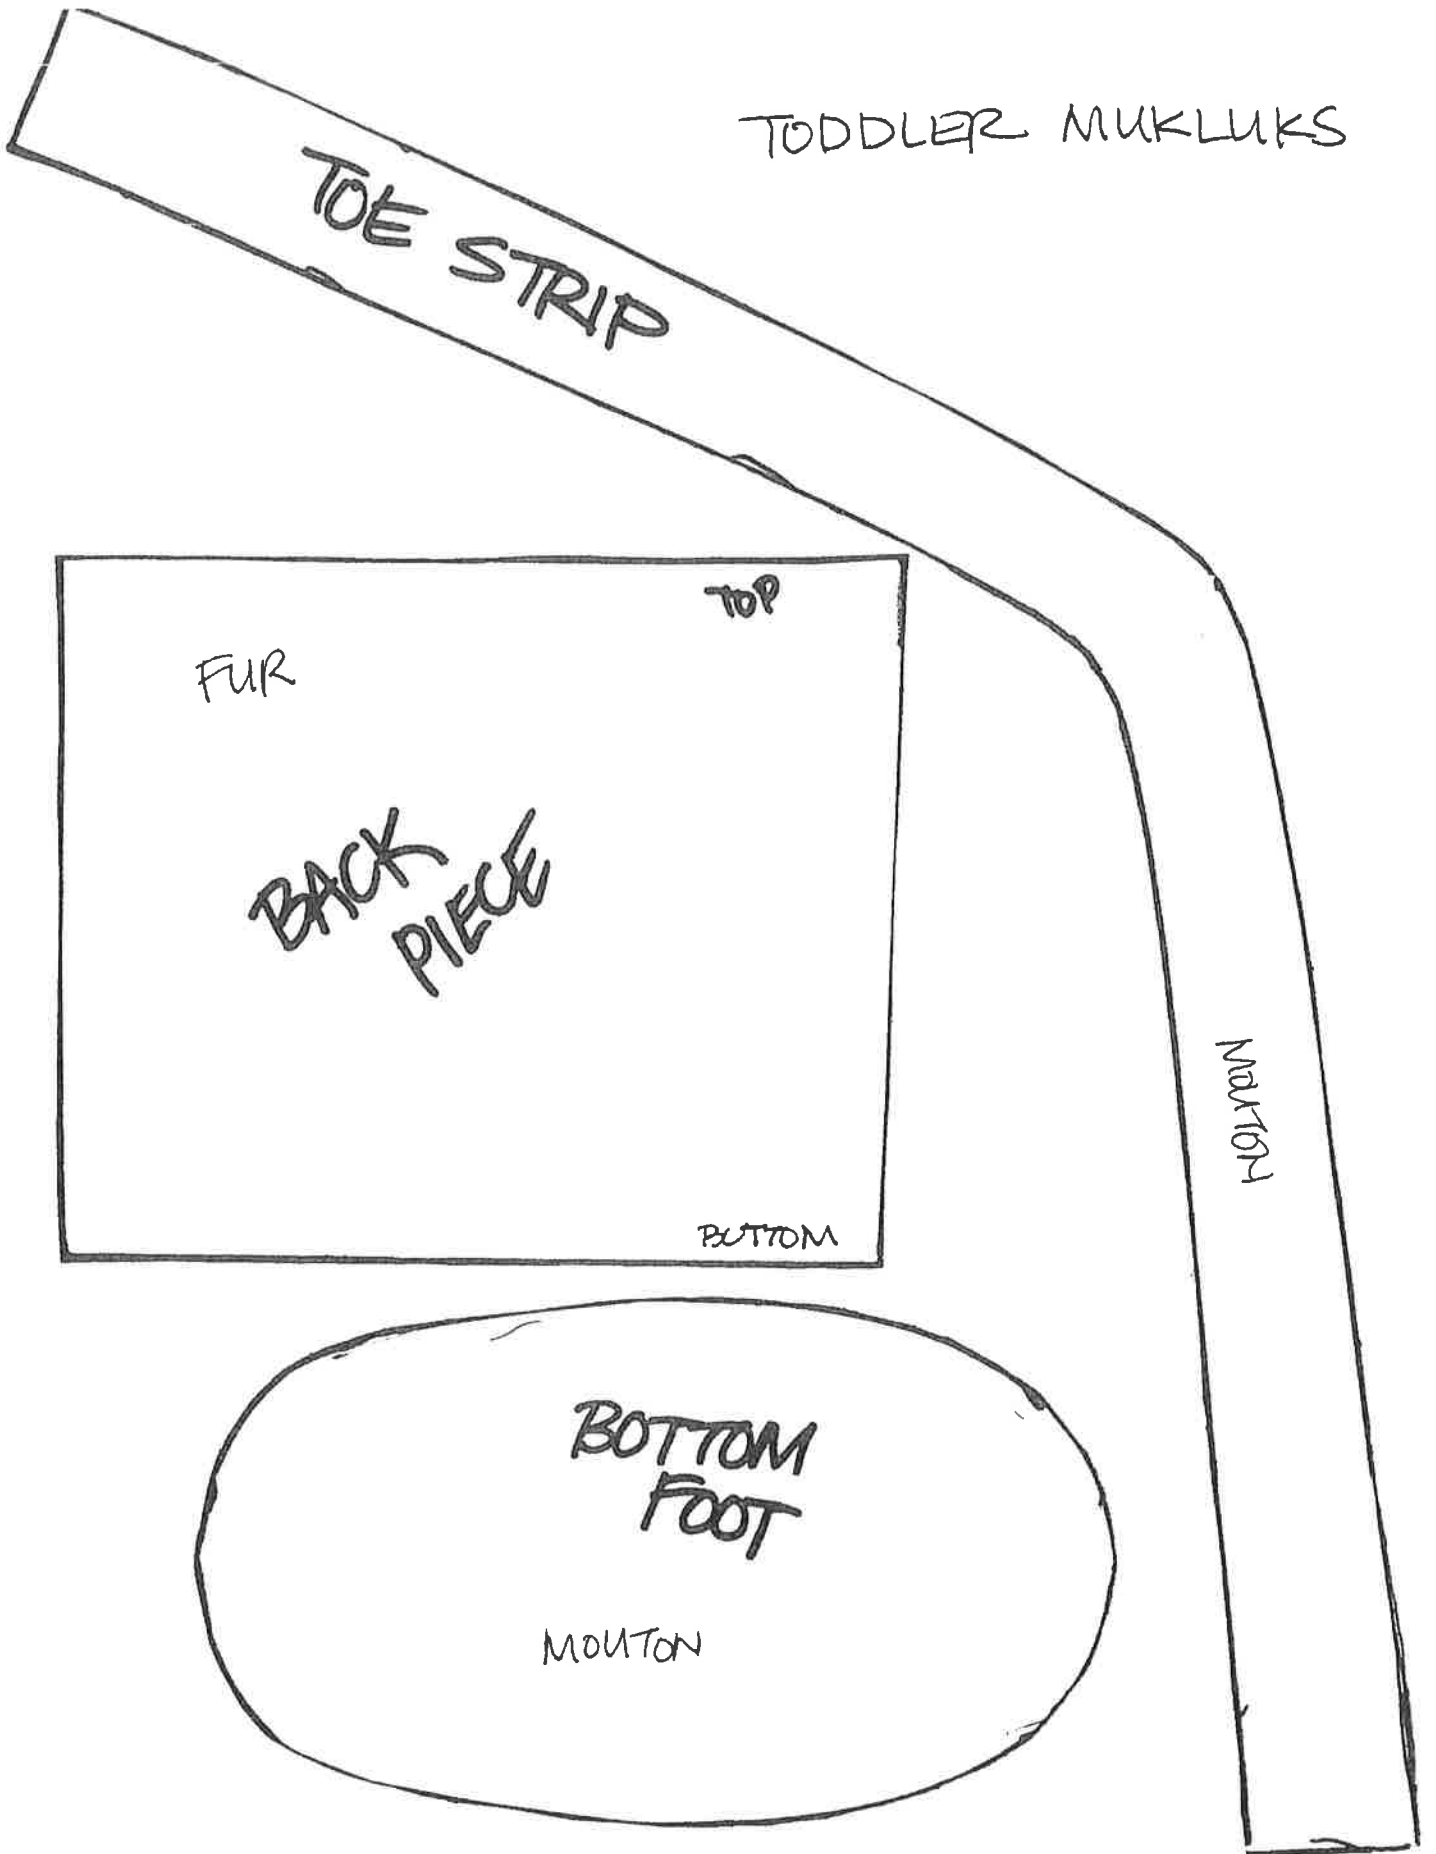 TODDLER MUKLUKS
TOE STRIP
TOP
FUR
BACK
PIECE
MOUTON
BOTTOM
BOTTOM
FOOT
MOUTON